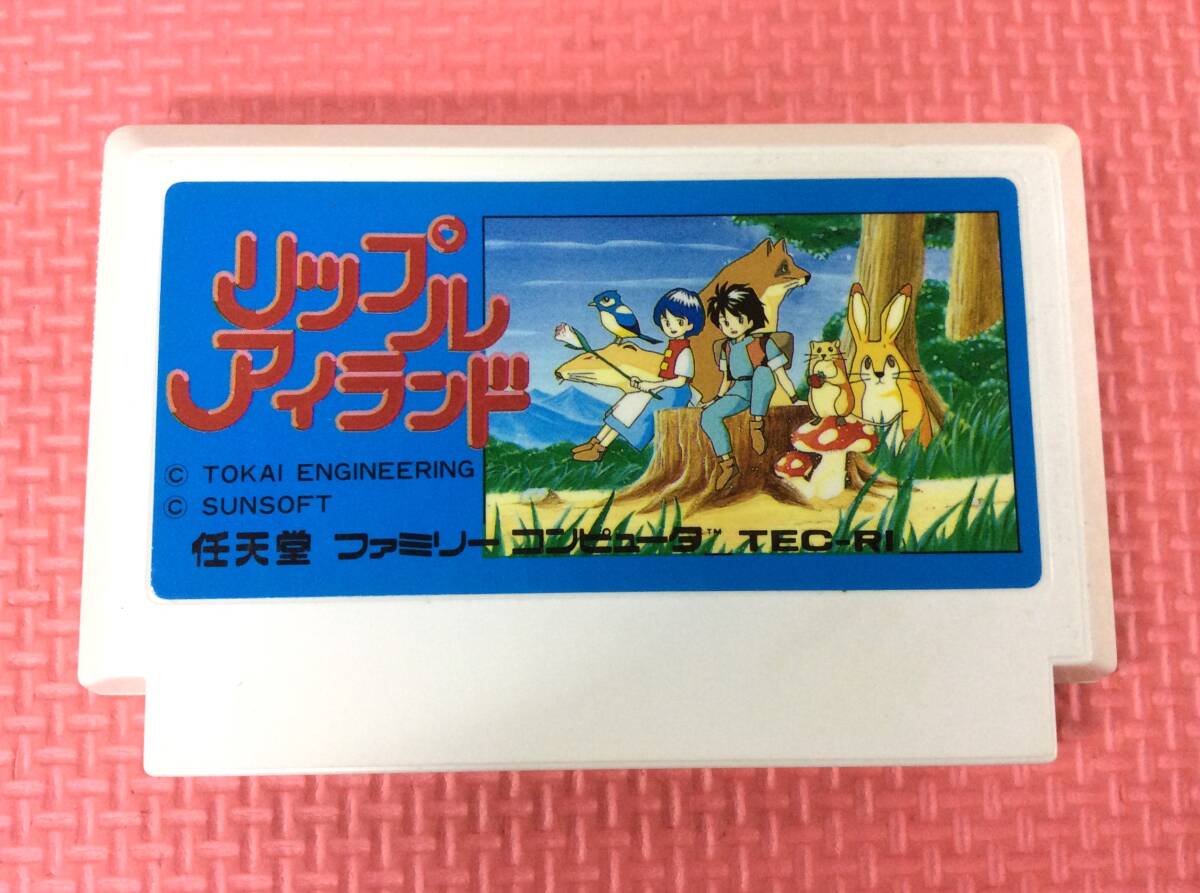 リップル
アイランド
© TOKAI ENGINEERING
© SUNSOFT
任天堂 ファミリーコンピュータ™ TEC-RI